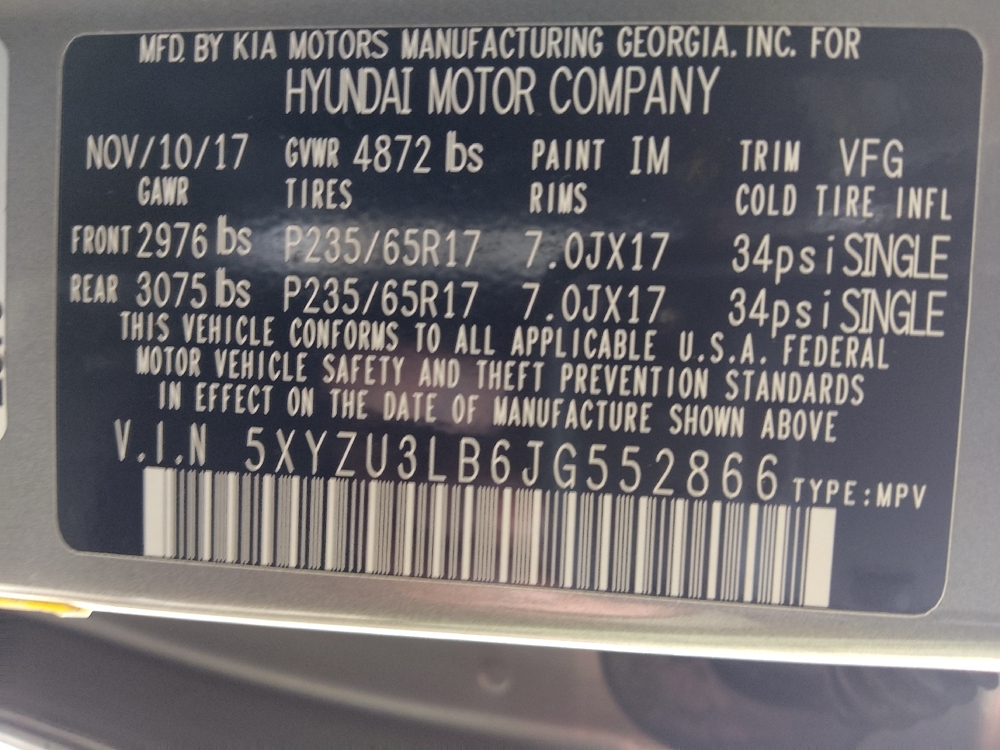 MFD. BY KIA MOTORS MANUFACTURING GEORGIA, INC. FOR
HYUNDAI MOTOR COMPANY
NOV/10/17 GVWR 4872 lbs PAINT IM TRIM VFG
GAWR TIRES RIMS COLD TIRE INFL
FRONT 2976 lbs P235/65R17 7.0JX17 34psi SINGLE
REAR 3075 lbs P235/65R17 7.0JX17 34psi SINGLE
THIS VEHICLE CONFORMS TO ALL APPLICABLE U.S.A. FEDERAL
MOTOR VEHICLE SAFETY AND THEFT PREVENTION STANDARDS
IN EFFECT ON THE DATE OF MANUFACTURE SHOWN ABOVE
V.I.N 5XYZU3LB6JG552866 TYPE:MPV